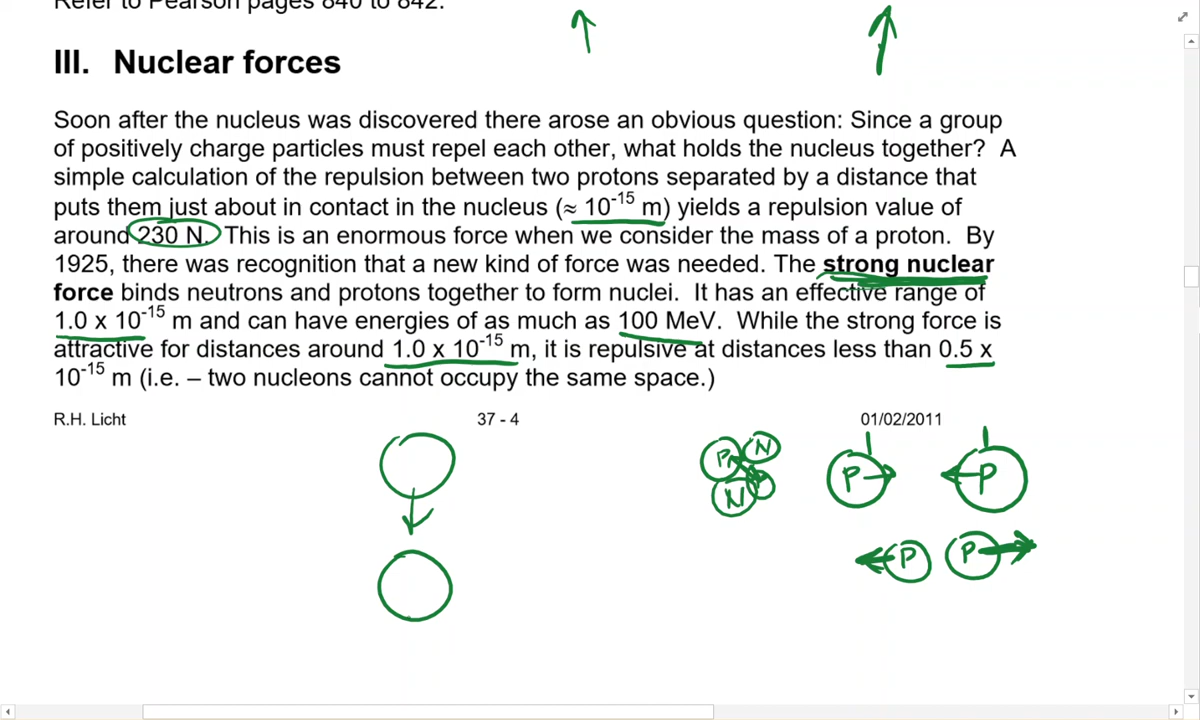 Refer to Pearson pages 840 to 842.
III. Nuclear forces
Soon after the nucleus was discovered there arose an obvious question: Since a group
of positively charge particles must repel each other, what holds the nucleus together? A
simple calculation of the repulsion between two protons separated by a distance that
puts them just about in contact in the nucleus (≈ 10⁻¹⁵ m) yields a repulsion value of
around 230 N. This is an enormous force when we consider the mass of a proton. By
1925, there was recognition that a new kind of force was needed. The strong nuclear
force binds neutrons and protons together to form nuclei. It has an effective range of
1.0 x 10⁻¹⁵ m and can have energies of as much as 100 MeV. While the strong force is
attractive for distances around 1.0 x 10⁻¹⁵ m, it is repulsive at distances less than 0.5 x
10⁻¹⁵ m (i.e. – two nucleons cannot occupy the same space.)
R.H. Licht 37 - 4 01/02/2011
P N P P
N
P P